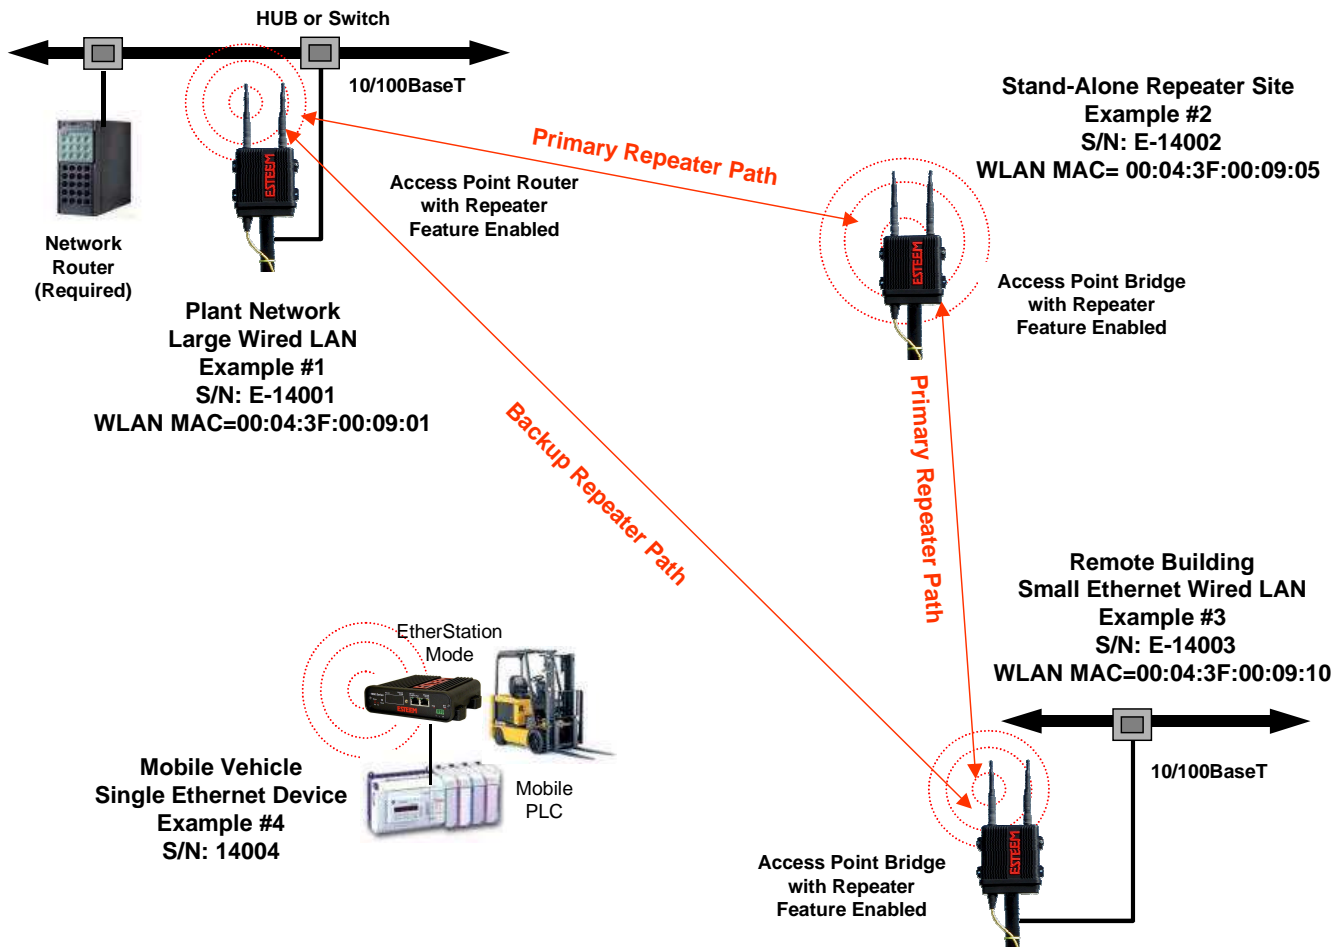 HUB or Switch
10/100BaseT
Network
Router
(Required)
ESTEEM
Access Point Router
with Repeater
Feature Enabled
Plant Network
Large Wired LAN
Example #1
S/N: E-14001
WLAN MAC=00:04:3F:00:09:01
Primary Repeater Path
Stand-Alone Repeater Site
Example #2
S/N: E-14002
WLAN MAC= 00:04:3F:00:09:05
ESTEEM
Access Point Bridge
with Repeater
Feature Enabled
Backup Repeater Path
Primary Repeater Path
Remote Building
Small Ethernet Wired LAN
Example #3
S/N: E-14003
WLAN MAC=00:04:3F:00:09:10
10/100BaseT
EtherStation
Mode
ESTEEM
Mobile Vehicle
Single Ethernet Device
Example #4
S/N: 14004
Mobile
PLC
ESTEEM
Access Point Bridge
with Repeater
Feature Enabled